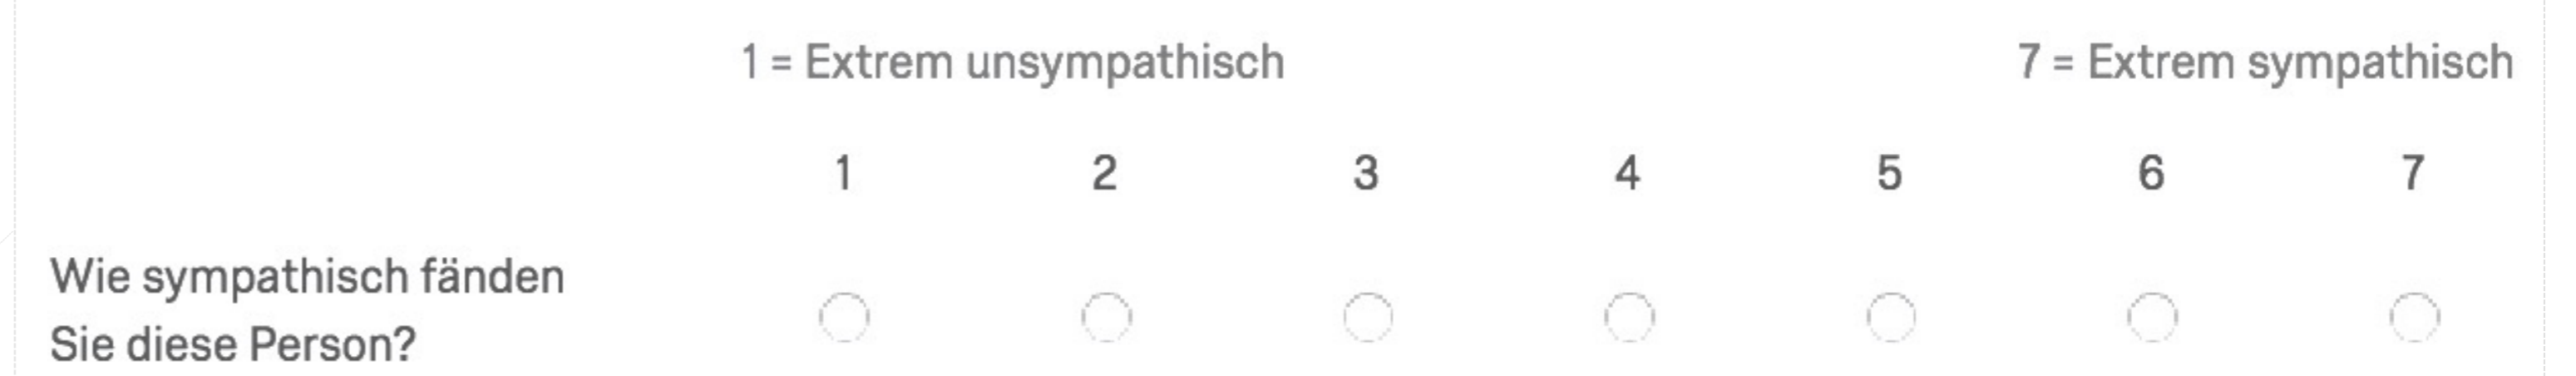 1 = Extrem unsympathisch 7 = Extrem sympathisch
1 2 3 4 5 6 7
Wie sympathisch fänden
Sie diese Person?